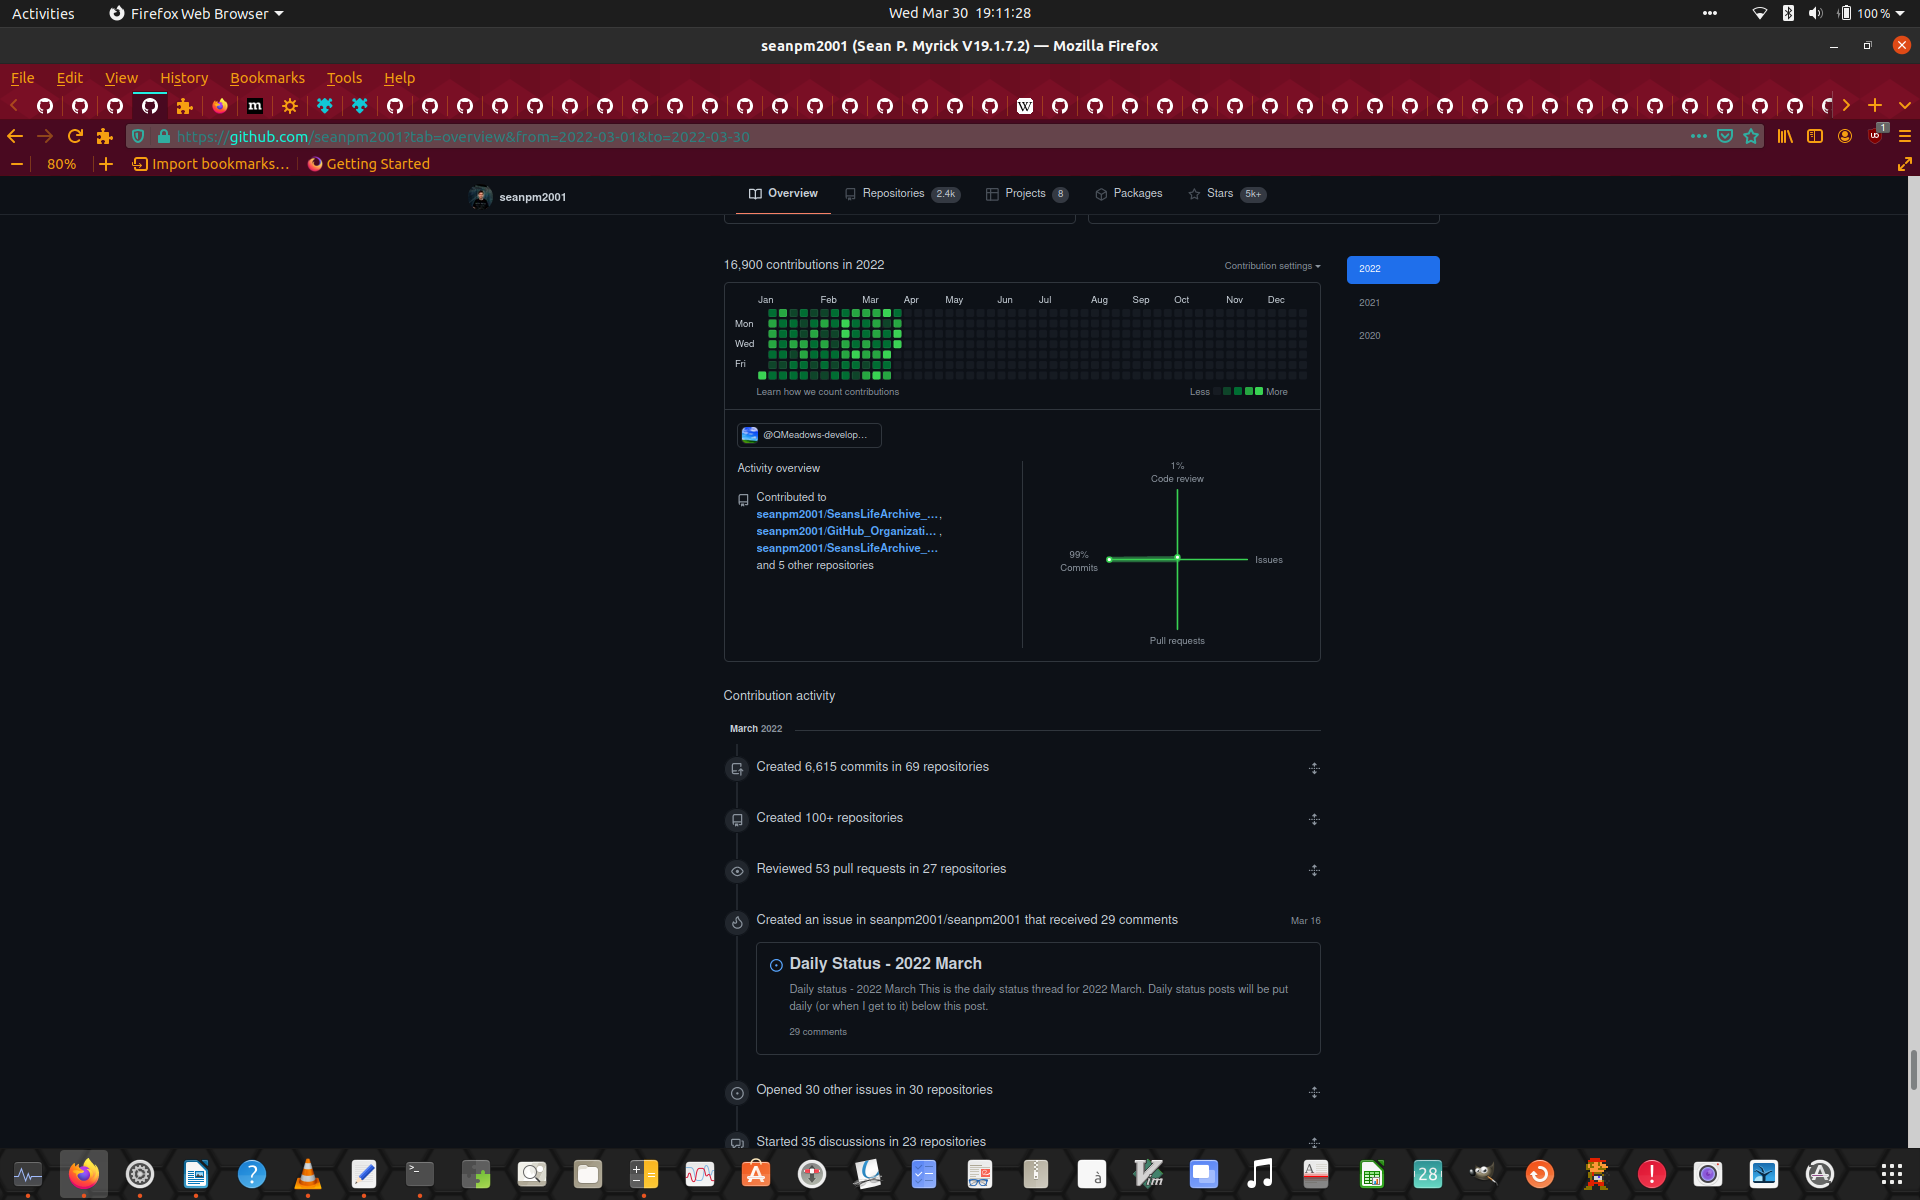 Activities
Firefox Web Browser
Wed Mar 30 19:11:28
100 %
seanpm2001 (Sean P. Myrick V19.1.7.2) — Mozilla Firefox
File Edit View History Bookmarks Tools Help
https://github.com/seanpm2001?tab=overview&from=2022-03-01&to=2022-03-30
1
80%
Import bookmarks...
Getting Started
seanpm2001
Overview
Repositories 2.4k
Projects 8
Packages
Stars 5k+
16,900 contributions in 2022
Contribution settings
2022
2021
2020
Jan Feb Mar Apr May Jun Jul Aug Sep Oct Nov Dec
Mon
Wed
Fri
Learn how we count contributions
Less More
@QMeadows-develop...
Activity overview
Contributed to
seanpm2001/SeansLifeArchive_... ,
seanpm2001/GitHub_Organizati... ,
seanpm2001/SeansLifeArchive_...
and 5 other repositories
1%
Code review
99%
Commits
Issues
Pull requests
Contribution activity
March 2022
Created 6,615 commits in 69 repositories
Created 100+ repositories
Reviewed 53 pull requests in 27 repositories
Created an issue in seanpm2001/seanpm2001 that received 29 comments
Mar 16
Daily Status - 2022 March
Daily status - 2022 March This is the daily status thread for 2022 March. Daily status posts will be put
daily (or when I get to it) below this post.
29 comments
Opened 30 other issues in 30 repositories
Started 35 discussions in 23 repositories
28